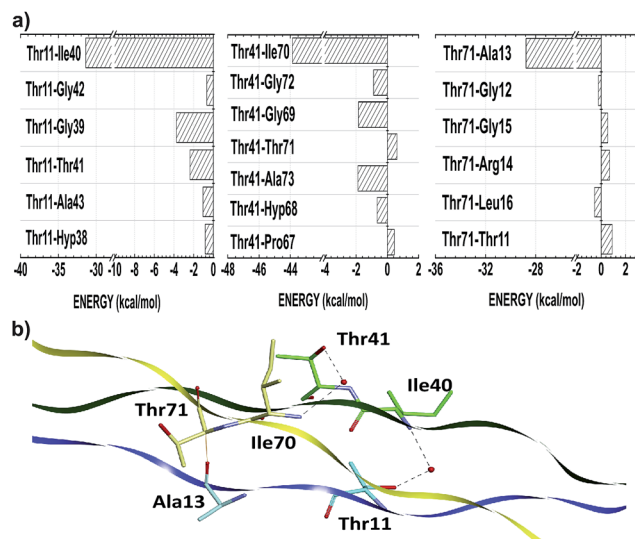 a)
Thr11-Ile40
Thr11-Gly42
Thr11-Gly39
Thr11-Thr41
Thr11-Ala43
Thr11-Hyp38
-40 -35 -30 -10 -8 -6 -4 -2 0
ENERGY (kcal/mol)
Thr41-Ile70
Thr41-Gly72
Thr41-Gly69
Thr41-Thr71
Thr41-Ala73
Thr41-Hyp68
Thr41-Pro67
-48 -46 -44 -4 -2 0 2
ENERGY (kcal/mol)
Thr71-Ala13
Thr71-Gly12
Thr71-Gly15
Thr71-Arg14
Thr71-Leu16
Thr71-Thr11
-36 -32 -28 -2 0 2
ENERGY (kcal/mol)
b)
Thr41
Ile40
Thr71
Ile70
Ala13
Thr11